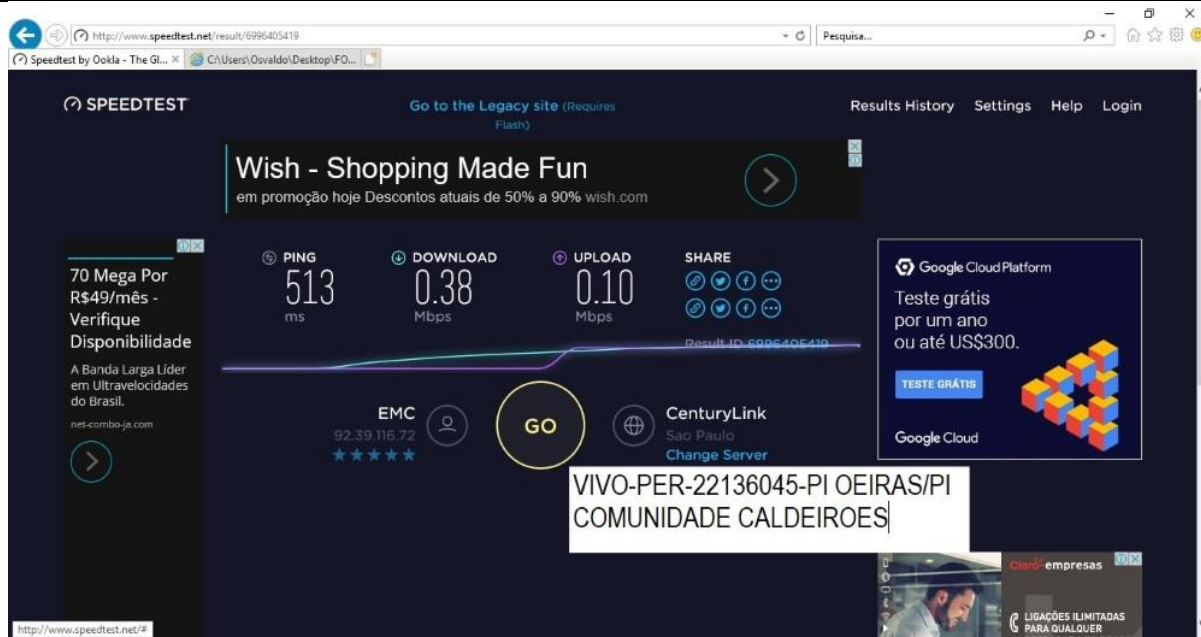 http://www.speedtest.net/result/6996405419
Pesquisa...
Speedtest by Ookla - The Gl...
C:\Users\Osvaldo\Desktop\FO...
SPEEDTEST
Go to the Legacy site (Requires
Flash)
Results History Settings Help Login
Wish - Shopping Made Fun
em promoção hoje Descontos atuais de 50% a 90% wish.com
70 Mega Por
R$49/mês -
Verifique
Disponibilidade
A Banda Larga Líder
em Ultravelocidades
do Brasil.
net-combo-ja.com
PING
513
ms
DOWNLOAD
0.38
Mbps
UPLOAD
0.10
Mbps
SHARE
Result ID 6996405419
EMC
92.39.116.72
GO
CenturyLink
Sao Paulo
Change Server
Google Cloud Platform
Teste grátis
por um ano
ou até US$300.
TESTE GRÁTIS
Google Cloud
VIVO-PER-22136045-PI OEIRAS/PI
COMUNIDADE CALDEIROES
Claro empresas
LIGAÇÕES ILIMITADAS
PARA QUALQUER
http://www.speedtest.net/#